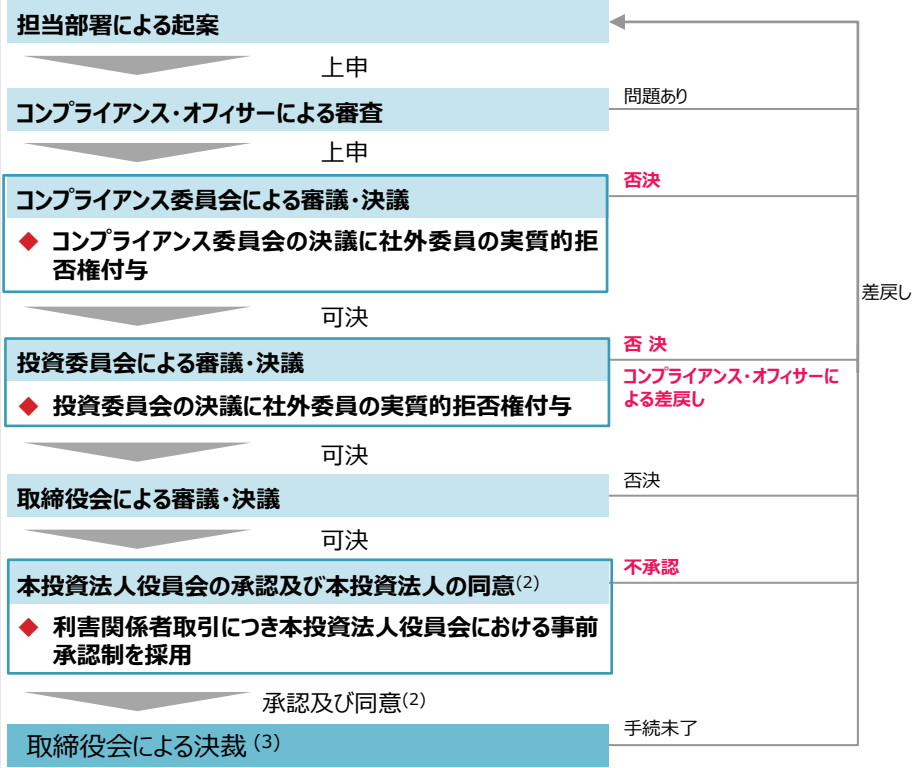 担当部署による起案
上申
コンプライアンス・オフィサーによる審査
問題あり
上申
コンプライアンス委員会による審議・決議
否決
◆ コンプライアンス委員会の決議に社外委員の実質的拒
否権付与
差戻し
可決
投資委員会による審議・決議
否 決
コンプライアンス・オフィサーに
よる差戻し
◆ 投資委員会の決議に社外委員の実質的拒否権付与
可決
取締役会による審議・決議
否決
可決
本投資法人役員会の承認及び本投資法人の同意(2)
不承認
◆ 利害関係者取引につき本投資法人役員会における事前
承認制を採用
承認及び同意(2)
取締役会による決裁 (3)
手続未了